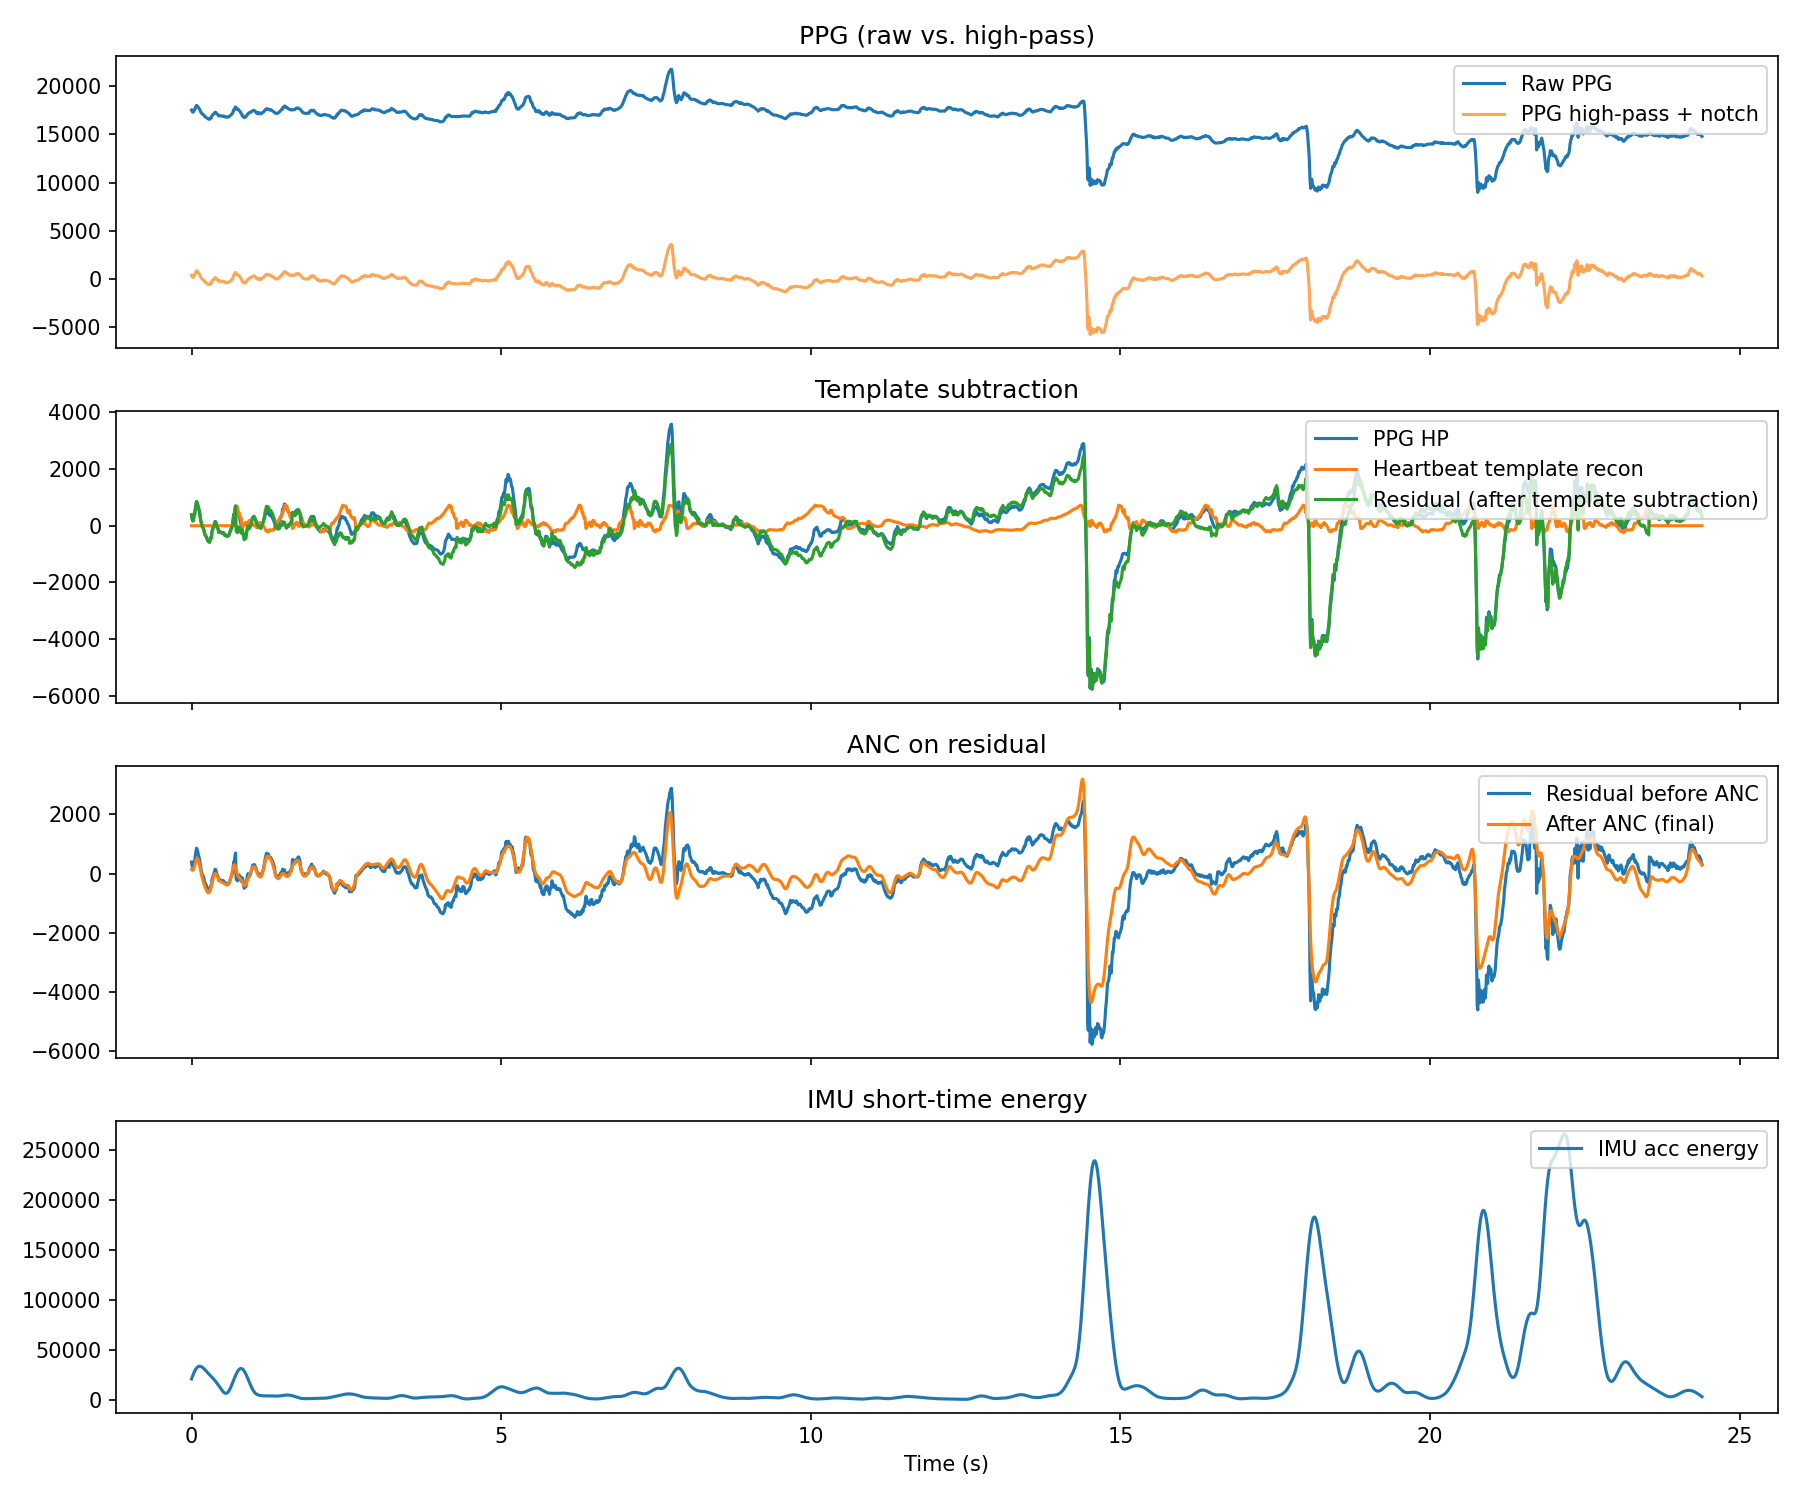 PPG (raw vs. high-pass)
20000
15000
10000
5000
0
−5000
Raw PPG
PPG high-pass + notch
Template subtraction
4000
2000
0
−2000
−4000
−6000
PPG HP
Heartbeat template recon
Residual (after template subtraction)
ANC on residual
2000
0
−2000
−4000
−6000
Residual before ANC
After ANC (final)
IMU short-time energy
250000
200000
150000
100000
50000
0
IMU acc energy
0 5 10 15 20 25
Time (s)